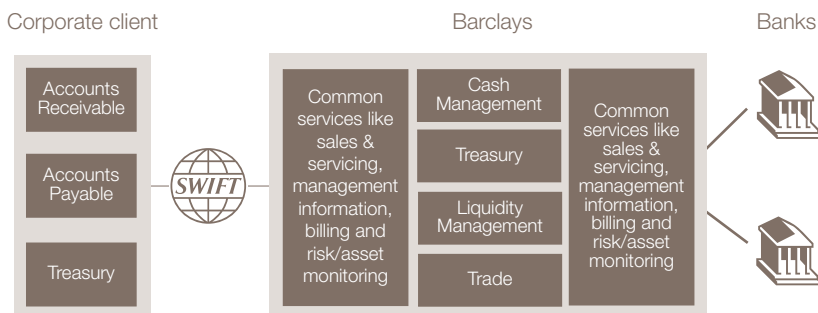 Corporate client
Barclays
Banks
Accounts
Receivable
Accounts
Payable
Treasury
SWIFT
Common
services like
sales &
servicing,
management
information,
billing and
risk/asset
monitoring
Cash
Management
Treasury
Liquidity
Management
Trade
Common
services like
sales &
servicing,
management
information,
billing and
risk/asset
monitoring